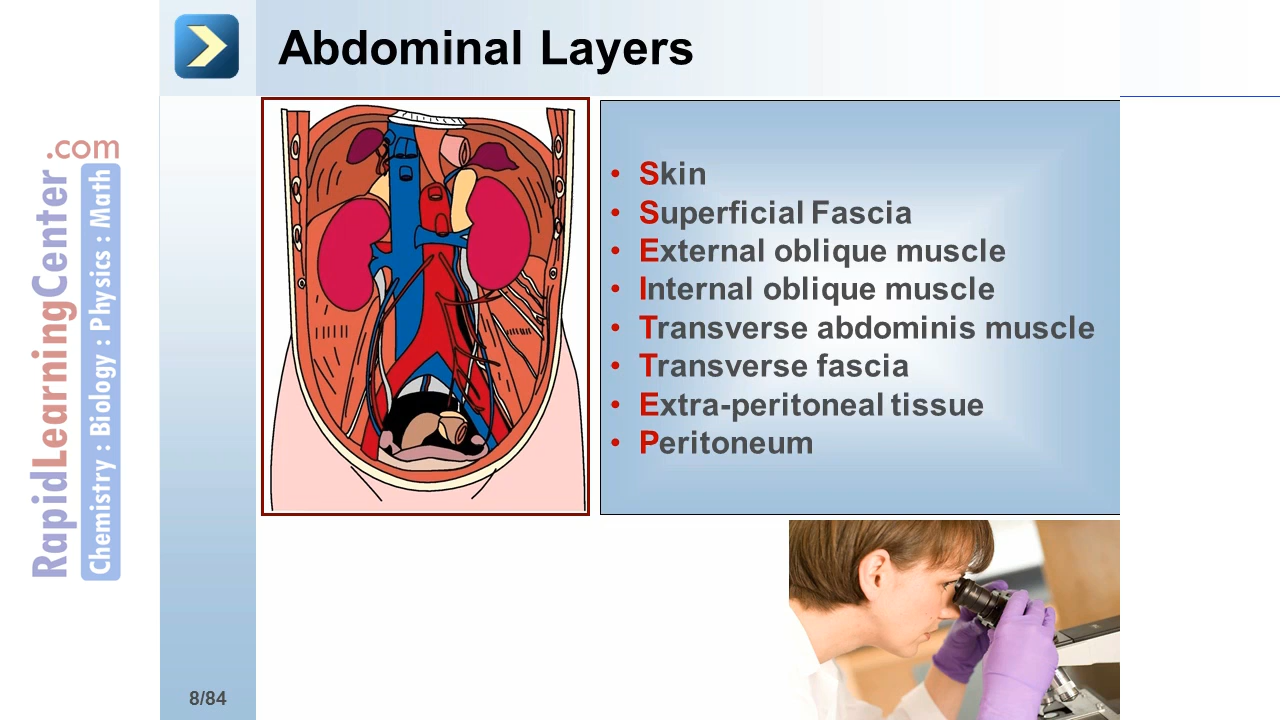 Abdominal Layers
RapidLearningCenter.com
Chemistry : Biology : Physics : Math
• Skin
• Superficial Fascia
• External oblique muscle
• Internal oblique muscle
• Transverse abdominis muscle
• Transverse fascia
• Extra-peritoneal tissue
• Peritoneum
8/84